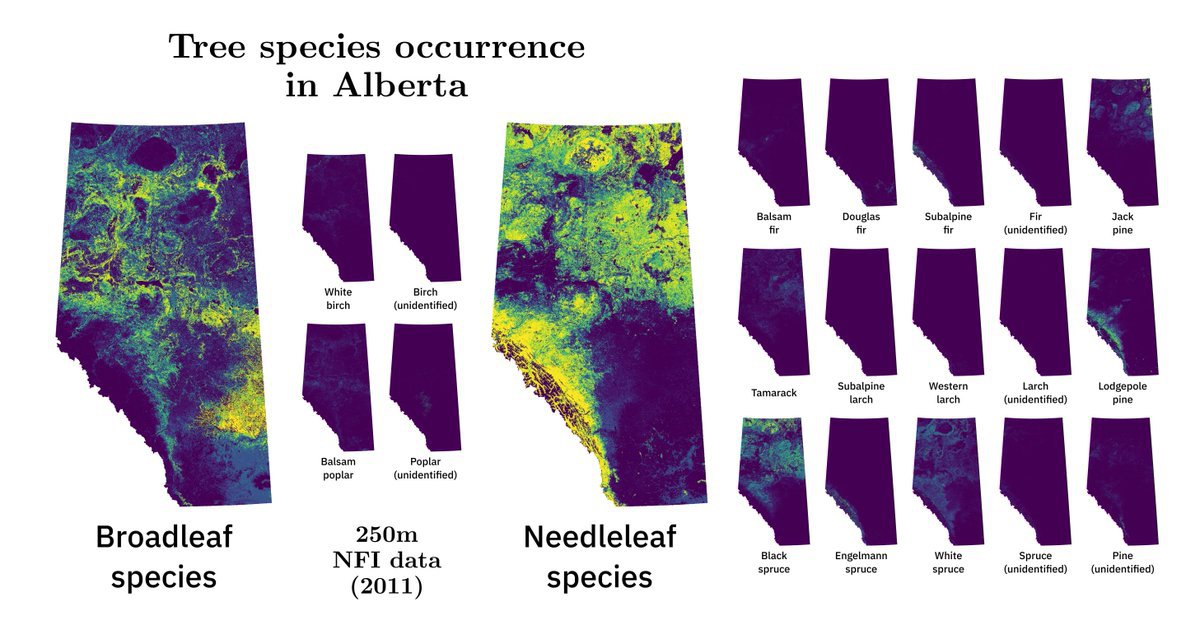 Tree species occurrence
in Alberta
Broadleaf
species
White
birch
Birch
(unidentified)
Balsam
poplar
Poplar
(unidentified)
250m
NFI data
(2011)
Needleleaf
species
Balsam
fir
Douglas
fir
Subalpine
fir
Fir
(unidentified)
Jack
pine
Tamarack
Subalpine
larch
Western
larch
Larch
(unidentified)
Lodgepole
pine
Black
spruce
Engelmann
spruce
White
spruce
Spruce
(unidentified)
Pine
(unidentified)